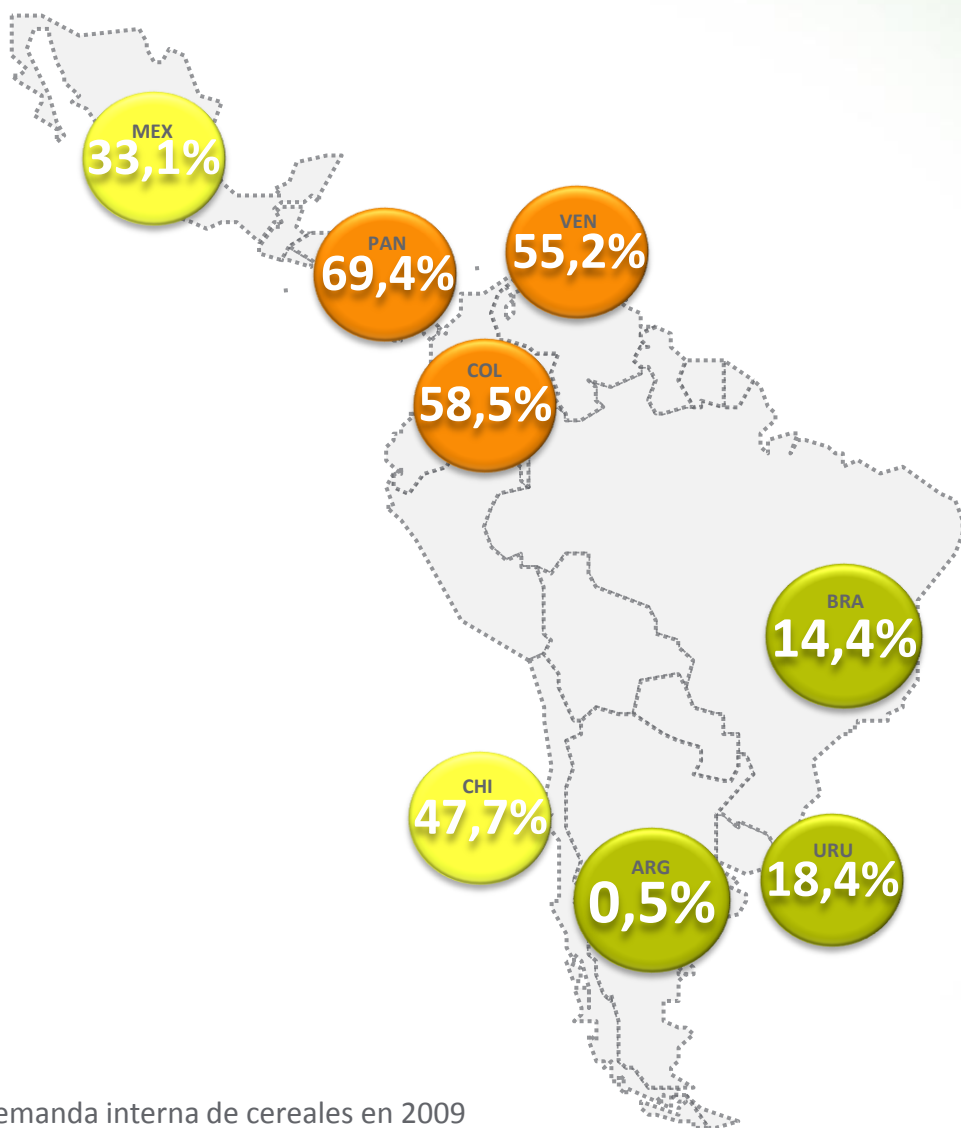 MEX
33,1%
PAN
69,4%
VEN
55,2%
COL
58,5%
BRA
14,4%
CHI
47,7%
ARG
0,5%
URU
18,4%
interna de cereales en 2009